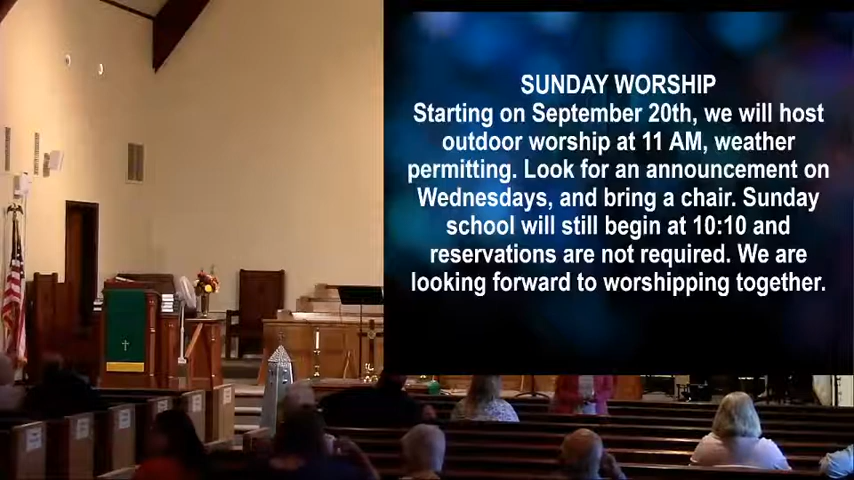 SUNDAY WORSHIP
Starting on September 20th, we will host
outdoor worship at 11 AM, weather
permitting. Look for an announcement on
Wednesdays, and bring a chair. Sunday
school will still begin at 10:10 and
reservations are not required. We are
looking forward to worshipping together.